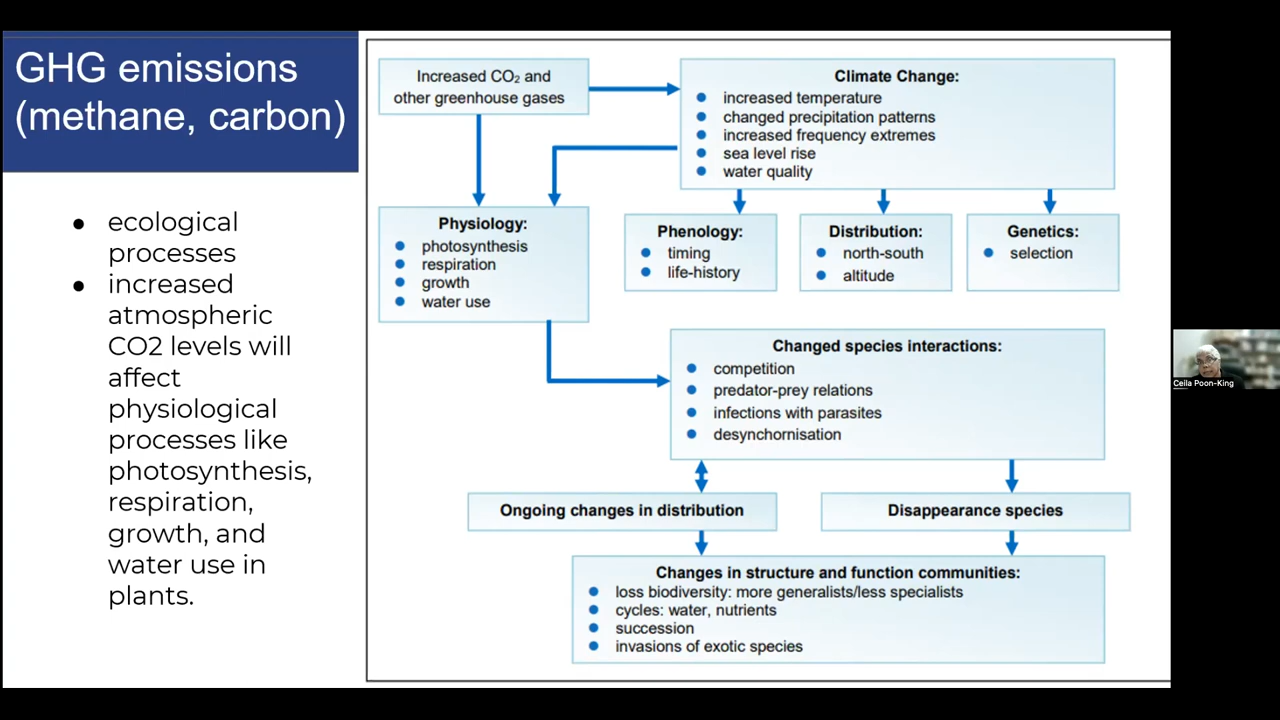 GHG emissions
(methane, carbon)
● ecological
processes
● increased
atmospheric
CO2 levels will
affect
physiological
processes like
photosynthesis,
respiration,
growth, and
water use in
plants.
Increased CO₂ and
other greenhouse gases
Climate Change:
● increased temperature
● changed precipitation patterns
● increased frequency extremes
● sea level rise
● water quality
Physiology:
● photosynthesis
● respiration
● growth
● water use
Phenology:
● timing
● life-history
Distribution:
● north-south
● altitude
Genetics:
● selection
Changed species interactions:
● competition
● predator-prey relations
● infections with parasites
● desynchornisation
Ongoing changes in distribution
Disappearance species
Changes in structure and function communities:
● loss biodiversity: more generalists/less specialists
● cycles: water, nutrients
● succession
● invasions of exotic species
Ceila Poon-King